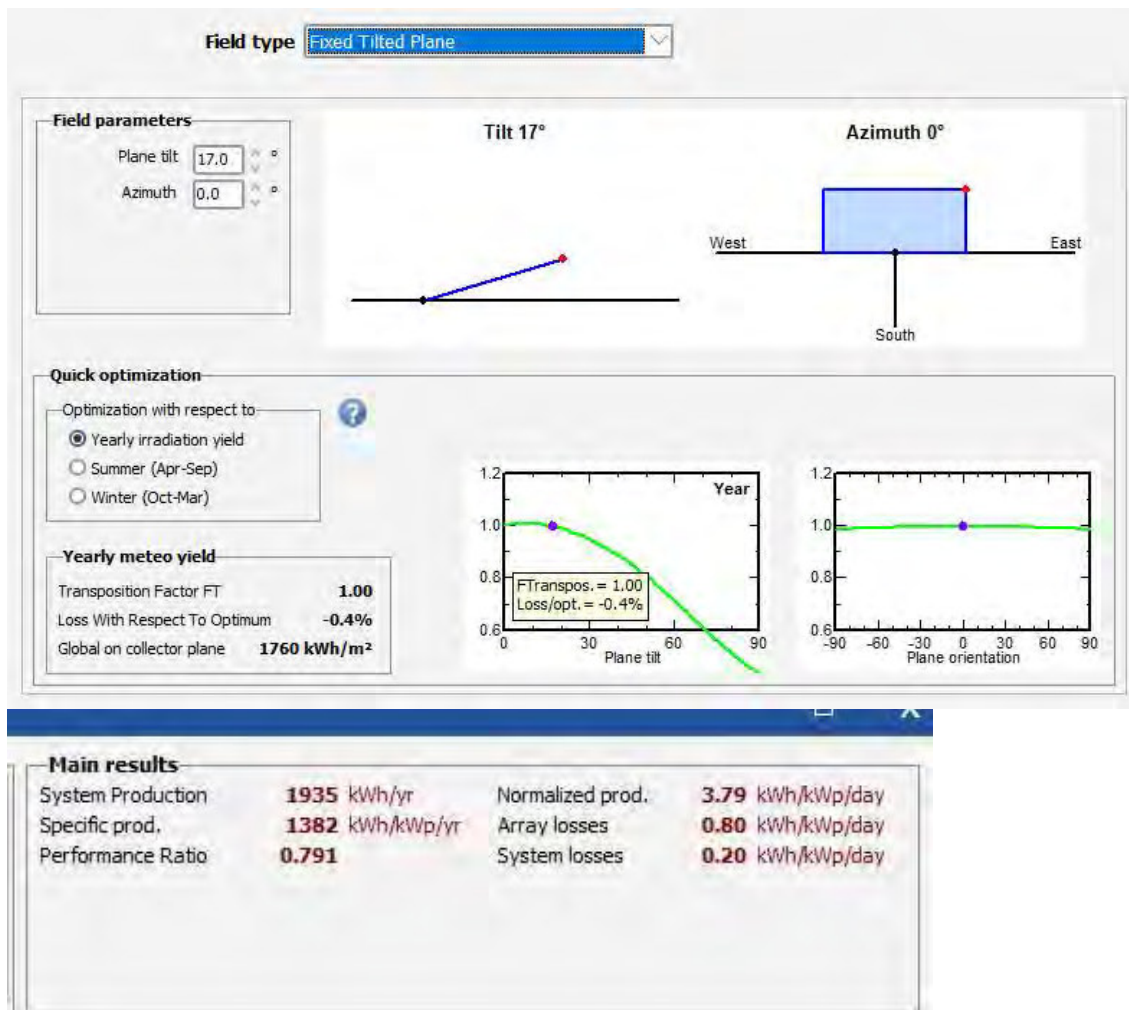 Field type Fixed Tilted Plane
Field parameters
Plane tilt 17.0 °
Azimuth 0.0 °
Tilt 17°
Azimuth 0°
West East
South
Quick optimization
Optimization with respect to
Yearly irradiation yield
Summer (Apr-Sep)
Winter (Oct-Mar)
?
Yearly meteo yield
Transposition Factor FT 1.00
Loss With Respect To Optimum -0.4%
Global on collector plane 1760 kWh/m²
1.2
Year
1.0
0.8
FTranspos. = 1.00
Loss/opt. = -0.4%
0.6
0 30 60 90
Plane tilt
1.2
1.0
0.8
0.6
-90 -60 -30 0 30 60 90
Plane orientation
Main results
System Production 1935 kWh/yr Normalized prod. 3.79 kWh/kWp/day
Specific prod. 1382 kWh/kWp/yr Array losses 0.80 kWh/kWp/day
Performance Ratio 0.791 System losses 0.20 kWh/kWp/day